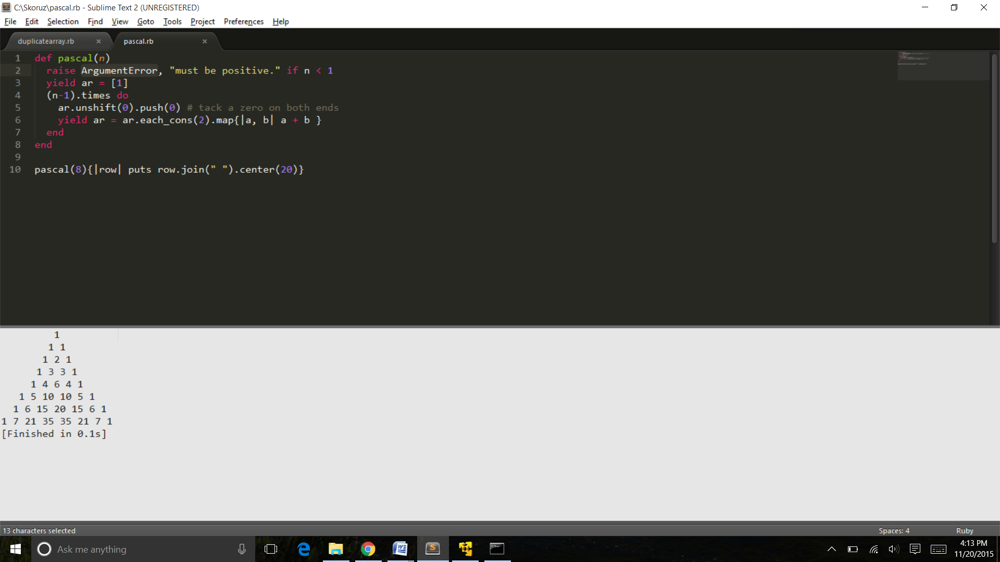 C:\Skoruz\pascal.rb - Sublime Text 2 (UNREGISTERED)
File Edit Selection Find View Goto Tools Project Preferences Help
duplicatearray.rb × pascal.rb ×
1 def pascal(n)
2   raise ArgumentError, "must be positive." if n < 1
3   yield ar = [1]
4   (n-1).times do
5     ar.unshift(0).push(0) # tack a zero on both ends
6     yield ar = ar.each_cons(2).map{|a, b| a + b }
7   end
8 end
9
10 pascal(8){|row| puts row.join(" ").center(20)}
1
1 1
1 2 1
1 3 3 1
1 4 6 4 1
1 5 10 10 5 1
1 6 15 20 15 6 1
1 7 21 35 35 21 7 1
[Finished in 0.1s]
13 characters selected Spaces: 4 Ruby
Ask me anything
4:13 PM
11/20/2015